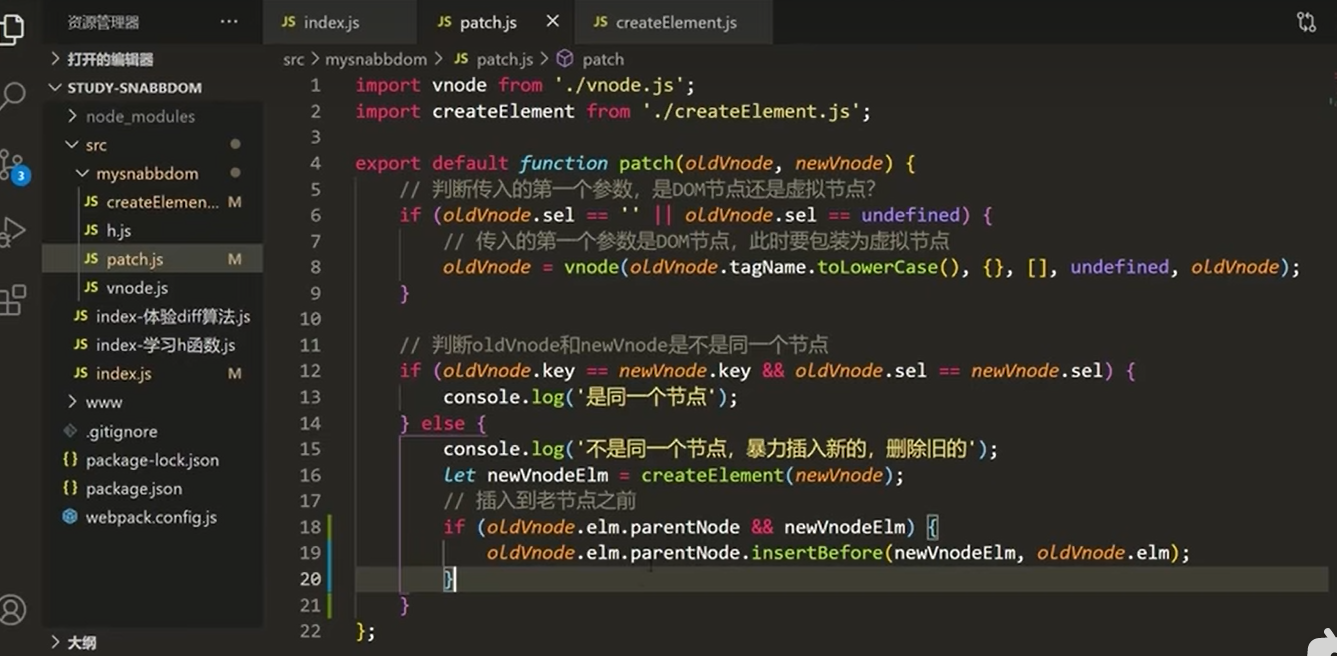 资源管理器 ···
JS index.js
JS patch.js ×
JS createElement.js
打开的编辑器
STUDY-SNABBDOM
node_modules
src
mysnabbdom
JS createElemen... M
JS h.js
JS patch.js M
JS vnode.js
JS index-体验diff算法.js
JS index-学习h函数.js
JS index.js M
www
.gitignore
{} package-lock.json
{} package.json
webpack.config.js
大纲
3
src > mysnabbdom > JS patch.js > patch
1 import vnode from './vnode.js';
2 import createElement from './createElement.js';
3
4 export default function patch(oldVnode, newVnode) {
5 // 判断传入的第一个参数，是DOM节点还是虚拟节点？
6 if (oldVnode.sel == '' || oldVnode.sel == undefined) {
7 // 传入的第一个参数是DOM节点，此时要包装为虚拟节点
8 oldVnode = vnode(oldVnode.tagName.toLowerCase(), {}, [], undefined, oldVnode);
9 }
10
11 // 判断oldVnode和newVnode是不是同一个节点
12 if (oldVnode.key == newVnode.key && oldVnode.sel == newVnode.sel) {
13 console.log('是同一个节点');
14 } else {
15 console.log('不是同一个节点，暴力插入新的，删除旧的');
16 let newVnodeElm = createElement(newVnode);
17 // 插入到老节点之前
18 if (oldVnode.elm.parentNode && newVnodeElm) {
19 oldVnode.elm.parentNode.insertBefore(newVnodeElm, oldVnode.elm);
20 }
21 }
22 };